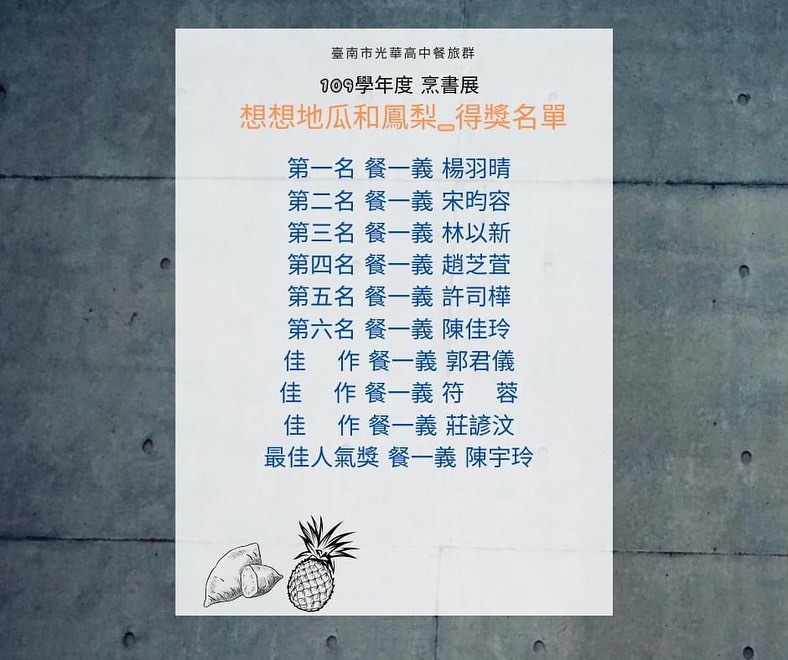 臺南市光華高中餐旅群
109學年度 烹書展
想想地瓜和鳳梨_得獎名單
第一名 餐一義 楊羽晴
第二名 餐一義 宋昀容
第三名 餐一義 林以新
第四名 餐一義 趙芝萓
第五名 餐一義 許司樺
第六名 餐一義 陳佳玲
佳 作 餐一義 郭君儀
佳 作 餐一義 符 蓉
佳 作 餐一義 莊諺汶
最佳人氣獎 餐一義 陳宇玲